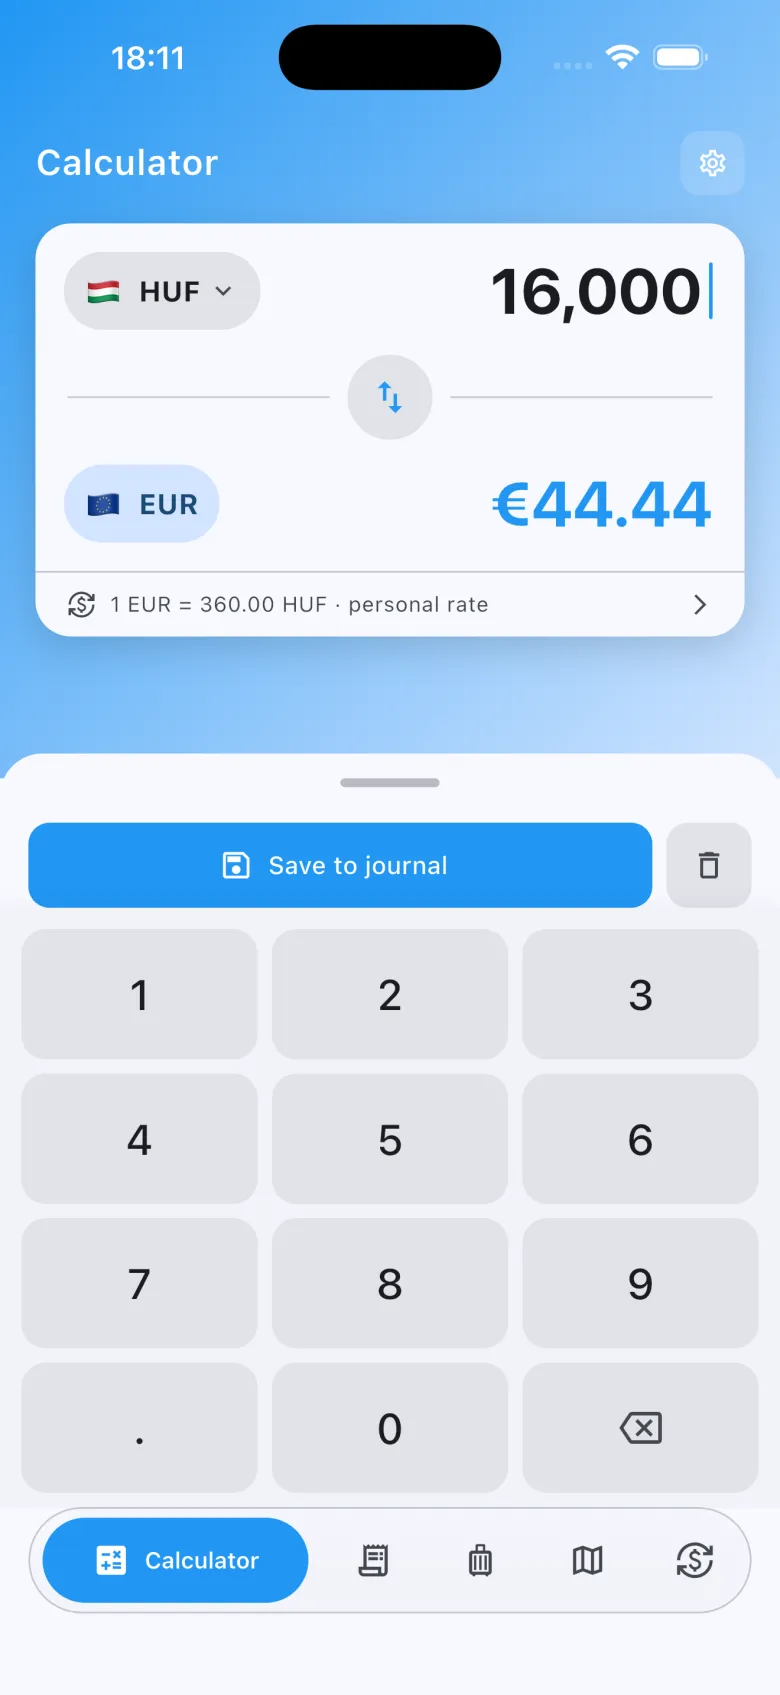 18:11
Calculator
HUF
16,000
EUR
€44.44
1 EUR = 360.00 HUF · personal rate
Save to journal
1
2
3
4
5
6
7
8
9
.
0
Calculator